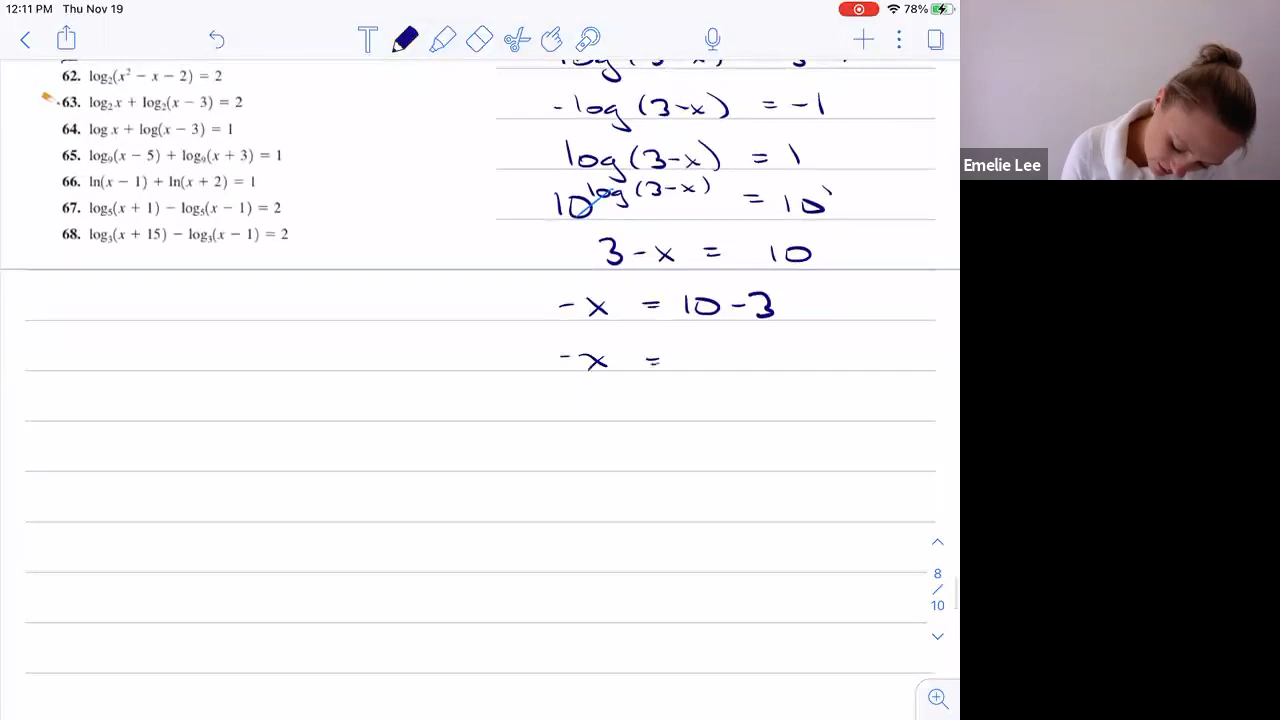 12:11 PM Thu Nov 19
78%
62. log₂(x² − x − 2) = 2
63. log₂x + log₂(x − 3) = 2
64. log x + log(x − 3) = 1
65. log₉(x − 5) + log₉(x + 3) = 1
66. ln(x − 1) + ln(x + 2) = 1
67. log₅(x + 1) − log₅(x − 1) = 2
68. log₃(x + 15) − log₃(x − 1) = 2
-log (3-x) = -1
log (3-x) = 1
10^log (3-x) = 10^1
3-x = 10
-x = 10-3
-x =
Emelie Lee
8
/
10